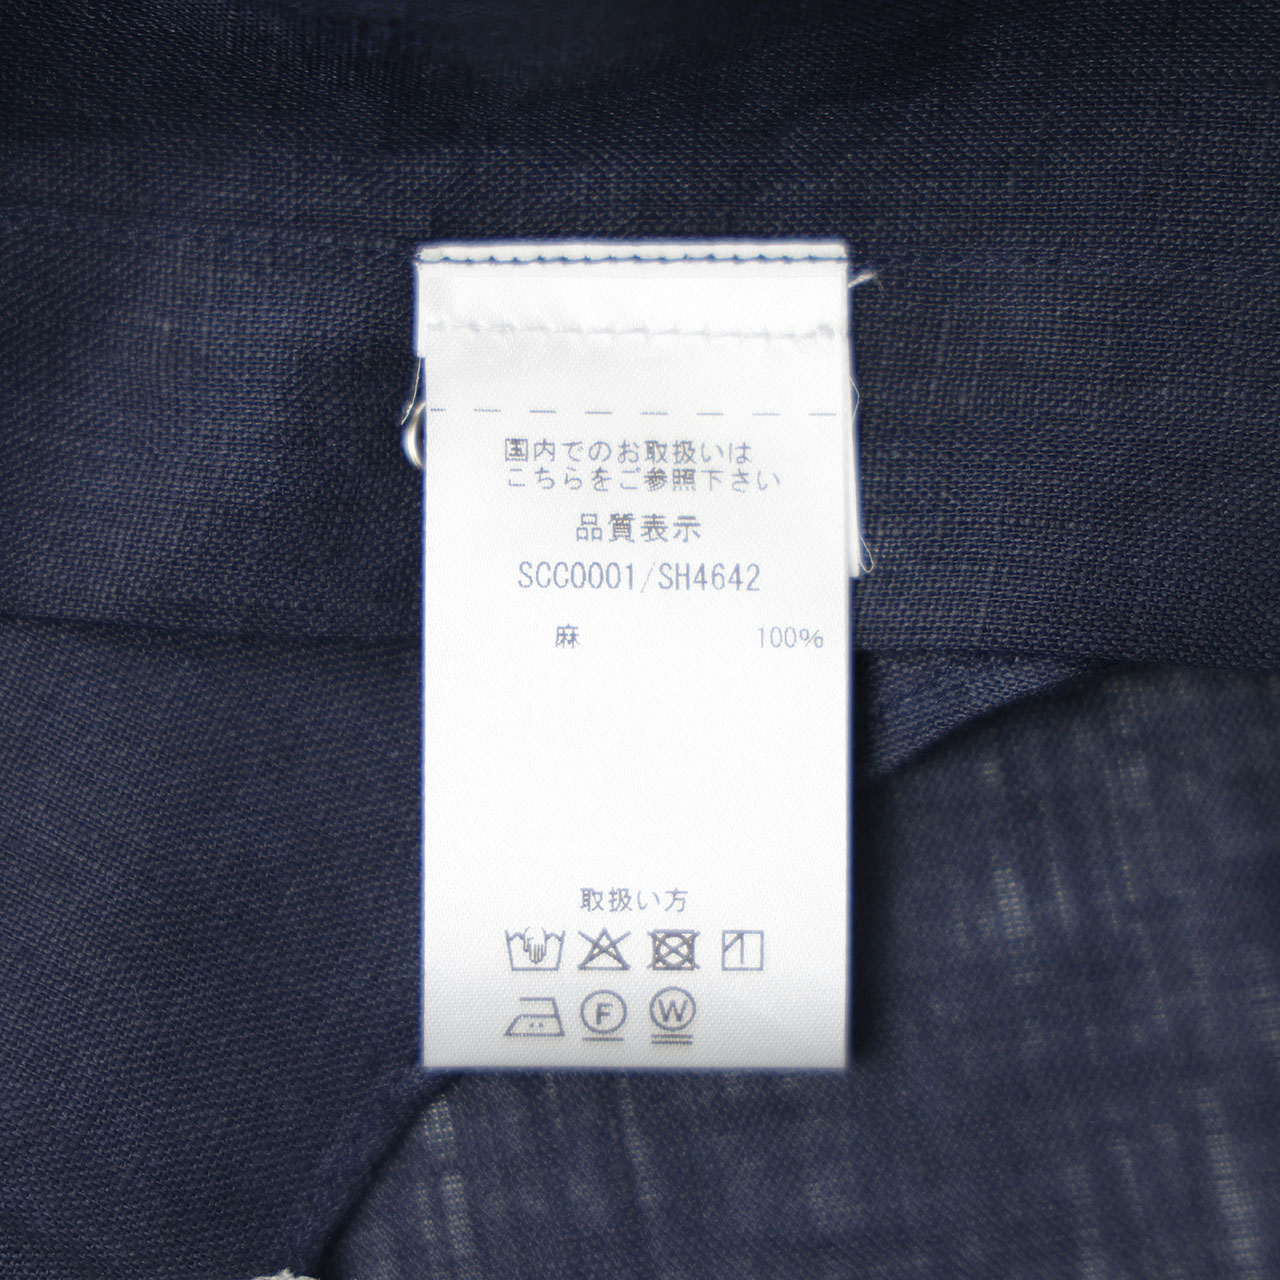 国内でのお取扱いは
こちらをご参照下さい
品質表示
SCC0001/SH4642
麻 100%
取扱い方
F W